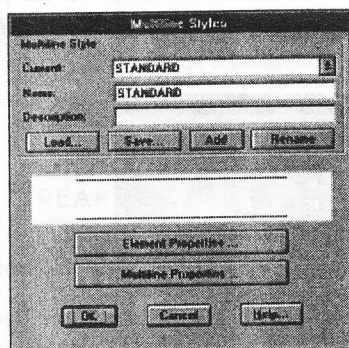 Multiline Styles
Multiline Style
Current: STANDARD
Name: STANDARD
Description:
Load... Save... Add Rename
Element Properties ...
Multiline Properties ...
OK Cancel Help...